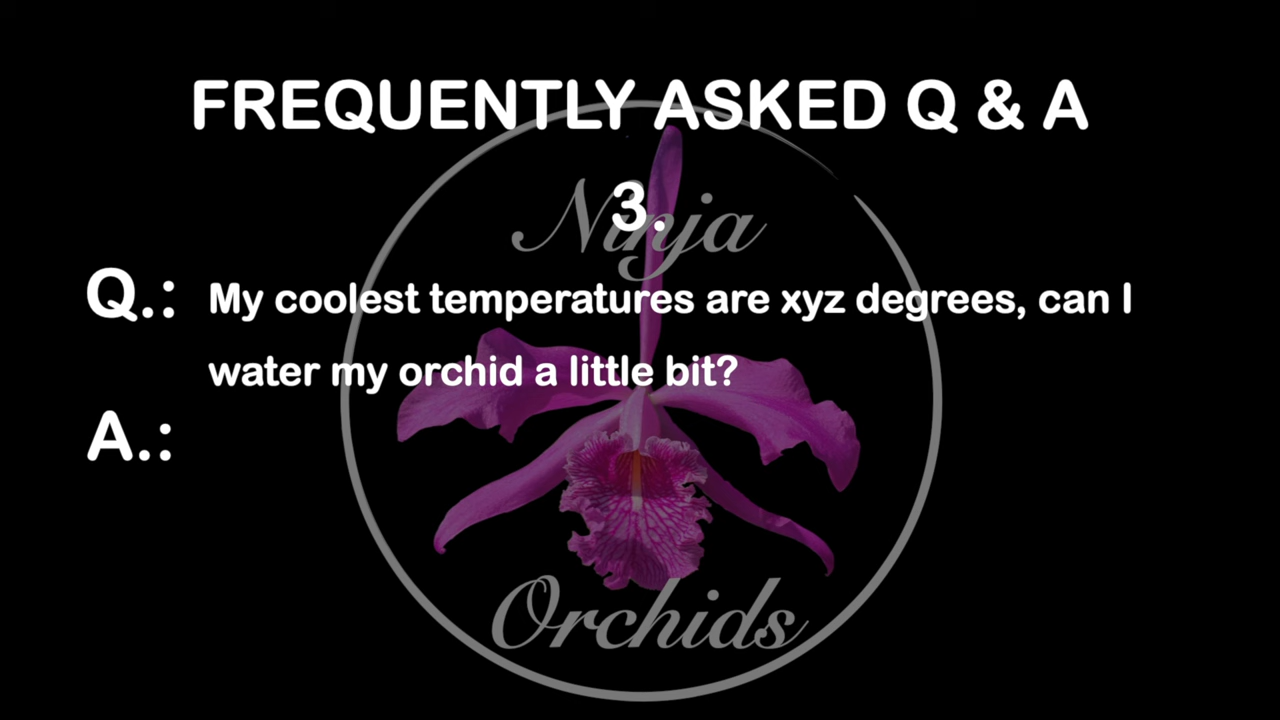 FREQUENTLY ASKED Q & A
3.
Ninja
Q.: My coolest temperatures are xyz degrees, can I
water my orchid a little bit?
A.:
Orchids